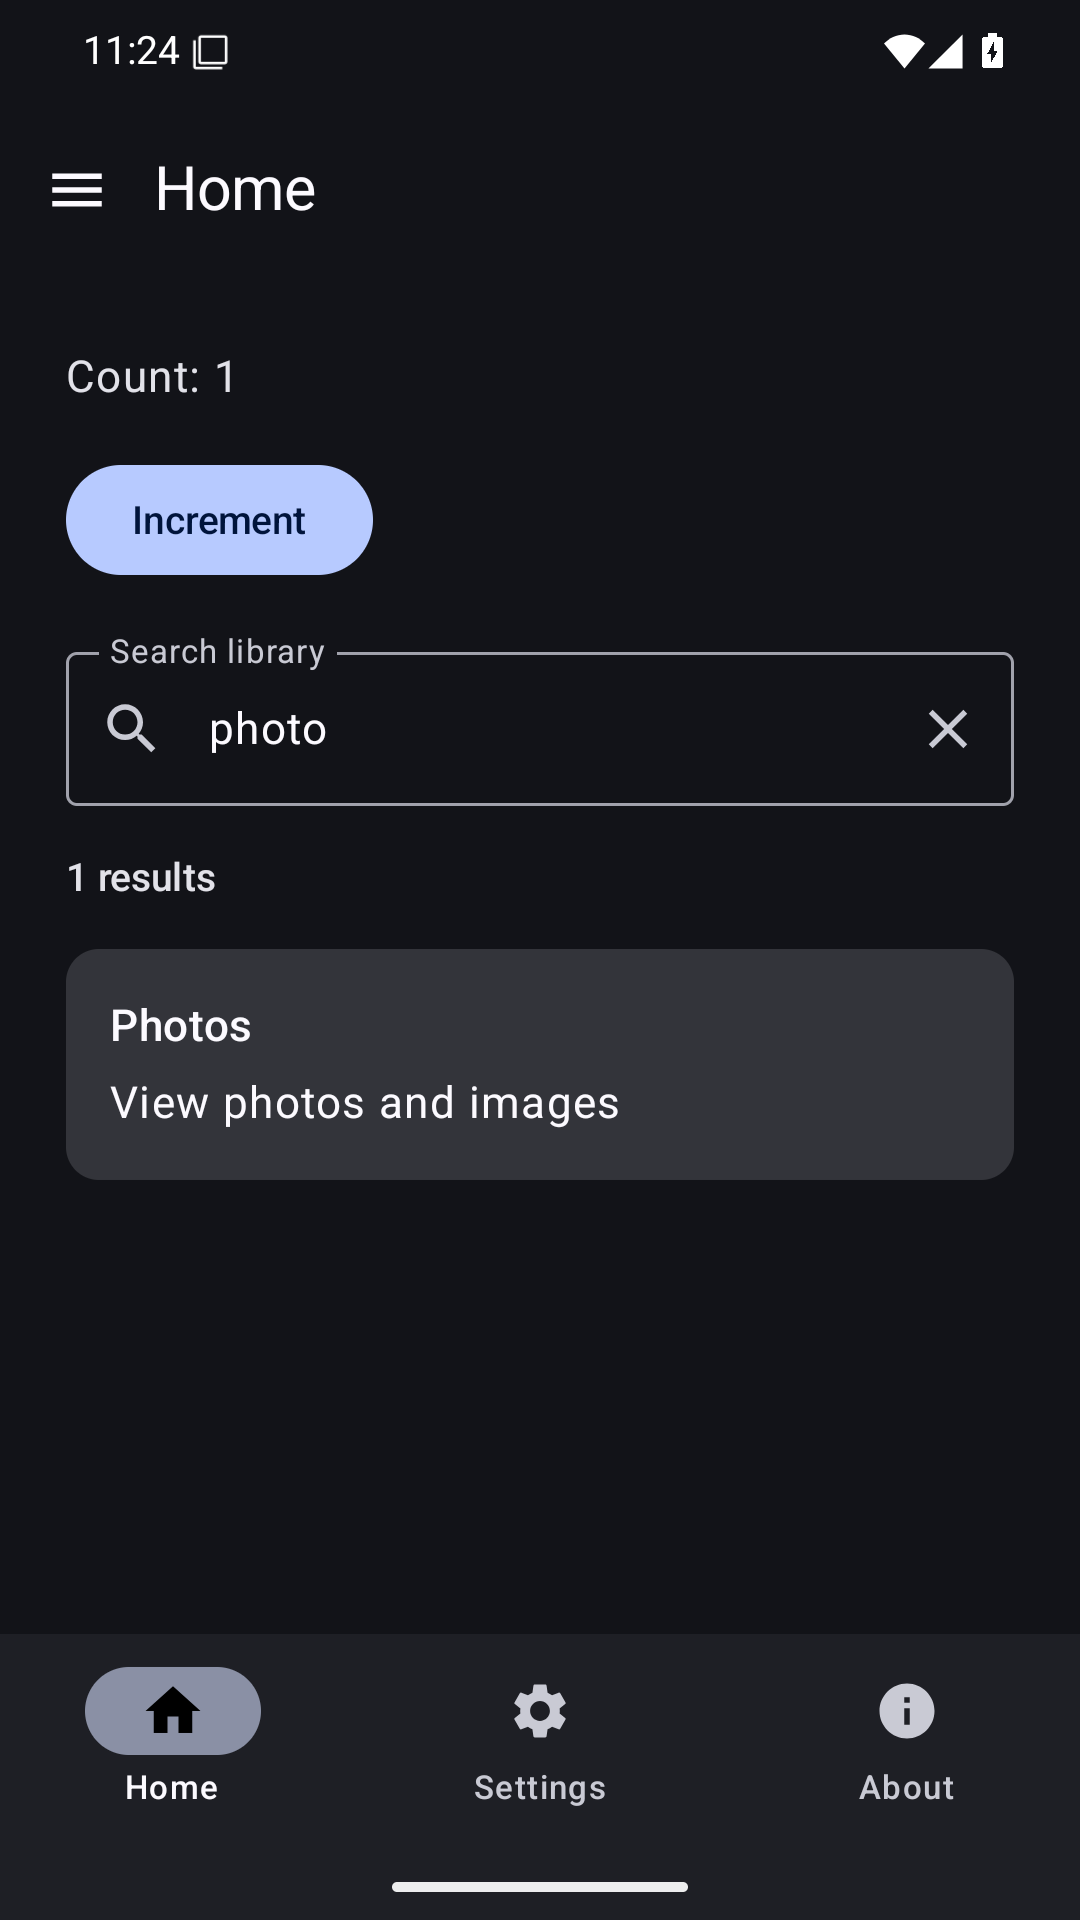 11:24
Home
Count: 1
Increment
Search library
photo
1 results
Photos
View photos and images
Home
Settings
About